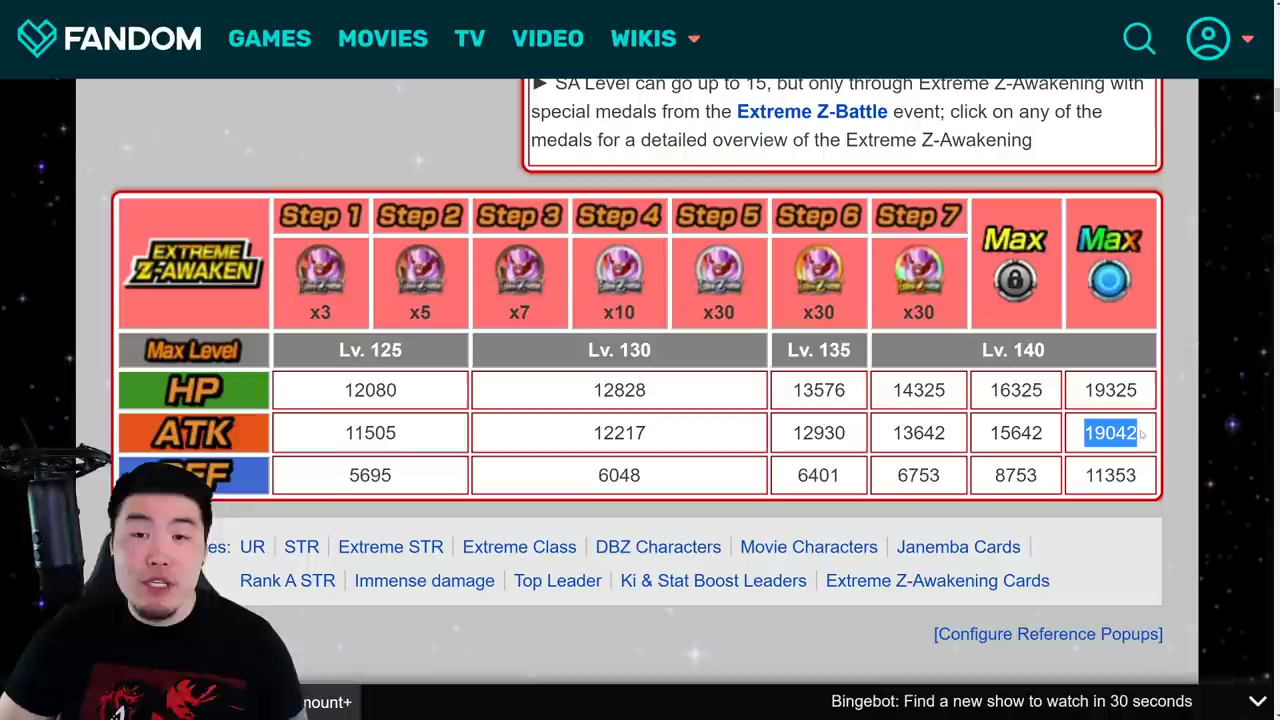 FANDOM GAMES MOVIES TV VIDEO WIKIS
► SA Level can go up to 15, but only through Extreme Z-Awakening with
special medals from the Extreme Z-Battle event; click on any of the
medals for a detailed overview of the Extreme Z-Awakening
EXTREME Z-AWAKEN Step 1 Step 2 Step 3 Step 4 Step 5 Step 6 Step 7 Max Max
x3 x5 x7 x10 x30 x30 x30
Max Level Lv. 125 Lv. 130 Lv. 135 Lv. 140
HP 12080 12828 13576 14325 16325 19325
ATK 11505 12217 12930 13642 15642 19042
5695 6048 6401 6753 8753 11353
es: UR STR Extreme STR Extreme Class DBZ Characters Movie Characters Janemba Cards
Rank A STR Immense damage Top Leader Ki & Stat Boost Leaders Extreme Z-Awakening Cards
[Configure Reference Popups]
mount+ Bingebot: Find a new show to watch in 30 seconds